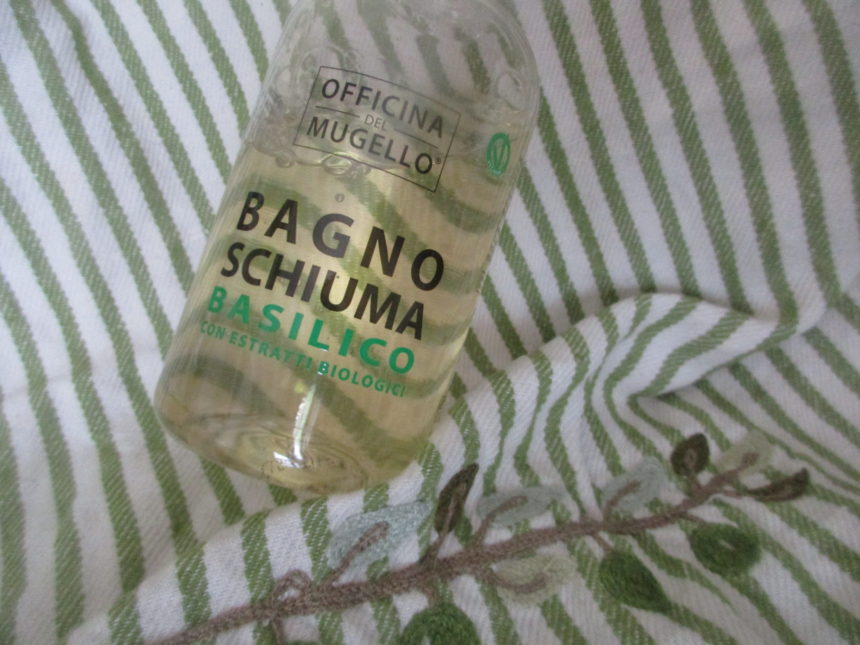 OFFICINA
DEL
MUGELLO®
BAGNO
SCHIUMA
BASILICO
CON ESTRATTI BIOLOGICI